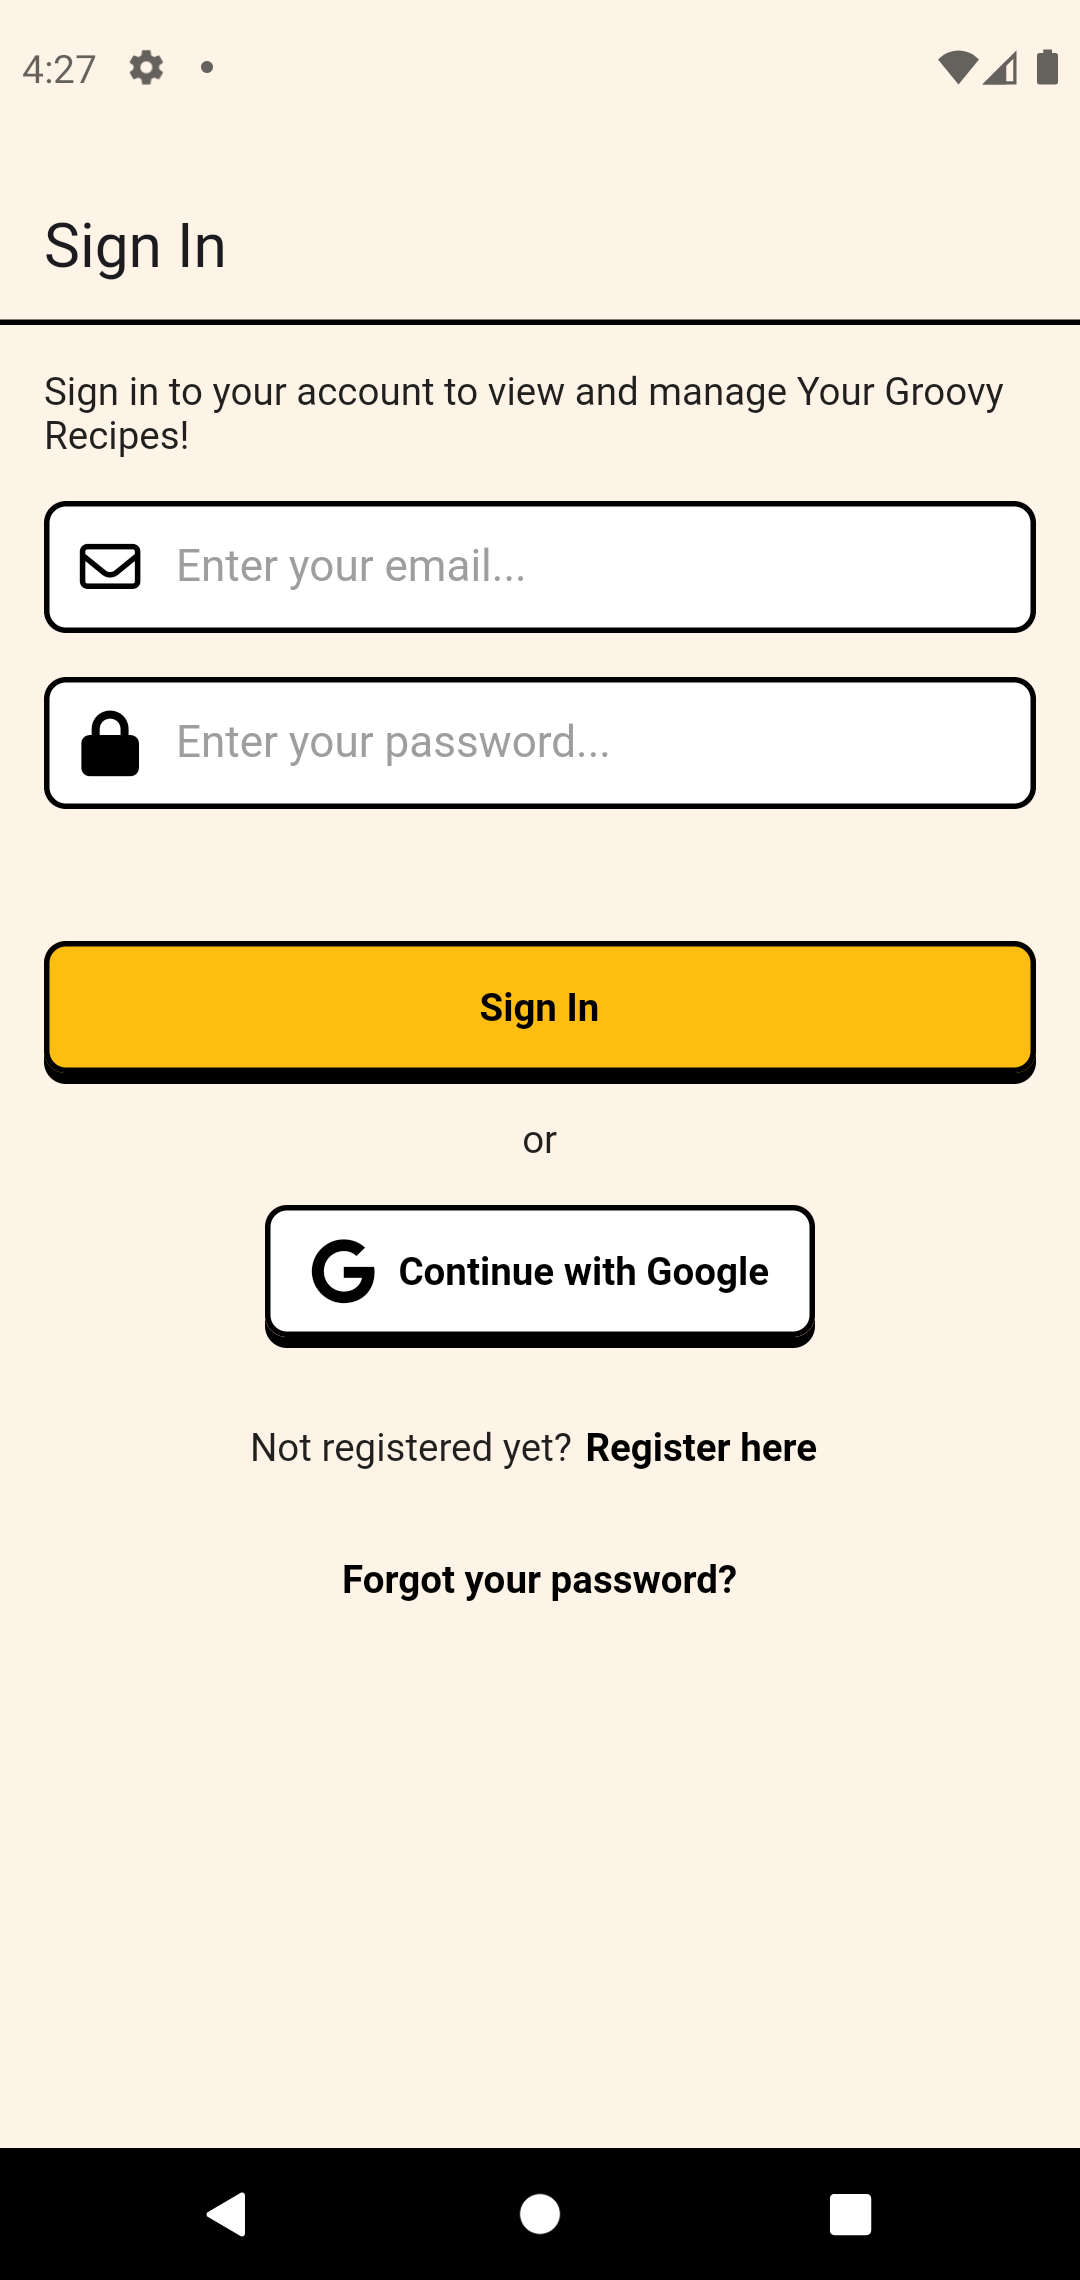 4:27
Sign In
Sign in to your account to view and manage Your Groovy
Recipes!
Enter your email...
Enter your password...
Sign In
or
Continue with Google
Not registered yet? Register here
Forgot your password?